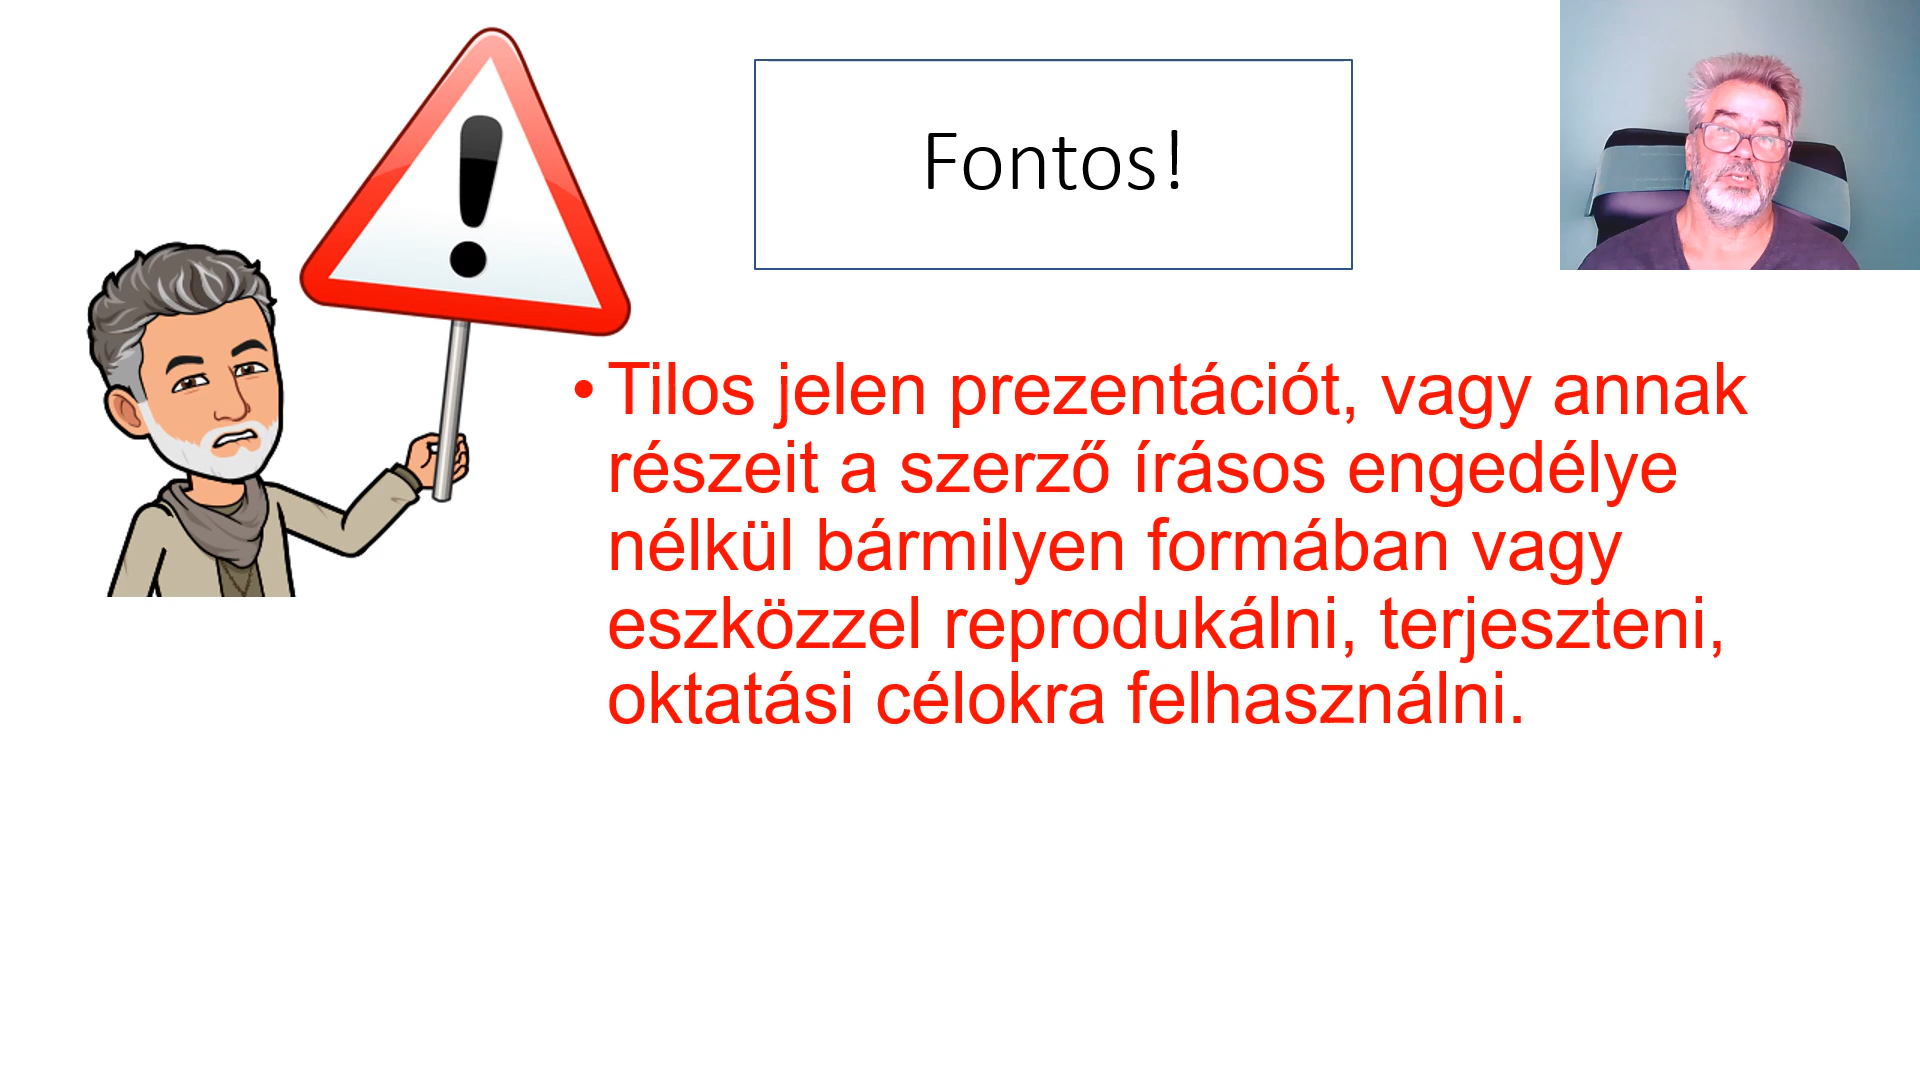 Fontos!
• Tilos jelen prezentációt, vagy annak
részeit a szerző írásos engedélye
nélkül bármilyen formában vagy
eszközzel reprodukálni, terjeszteni,
oktatási célokra felhasználni.